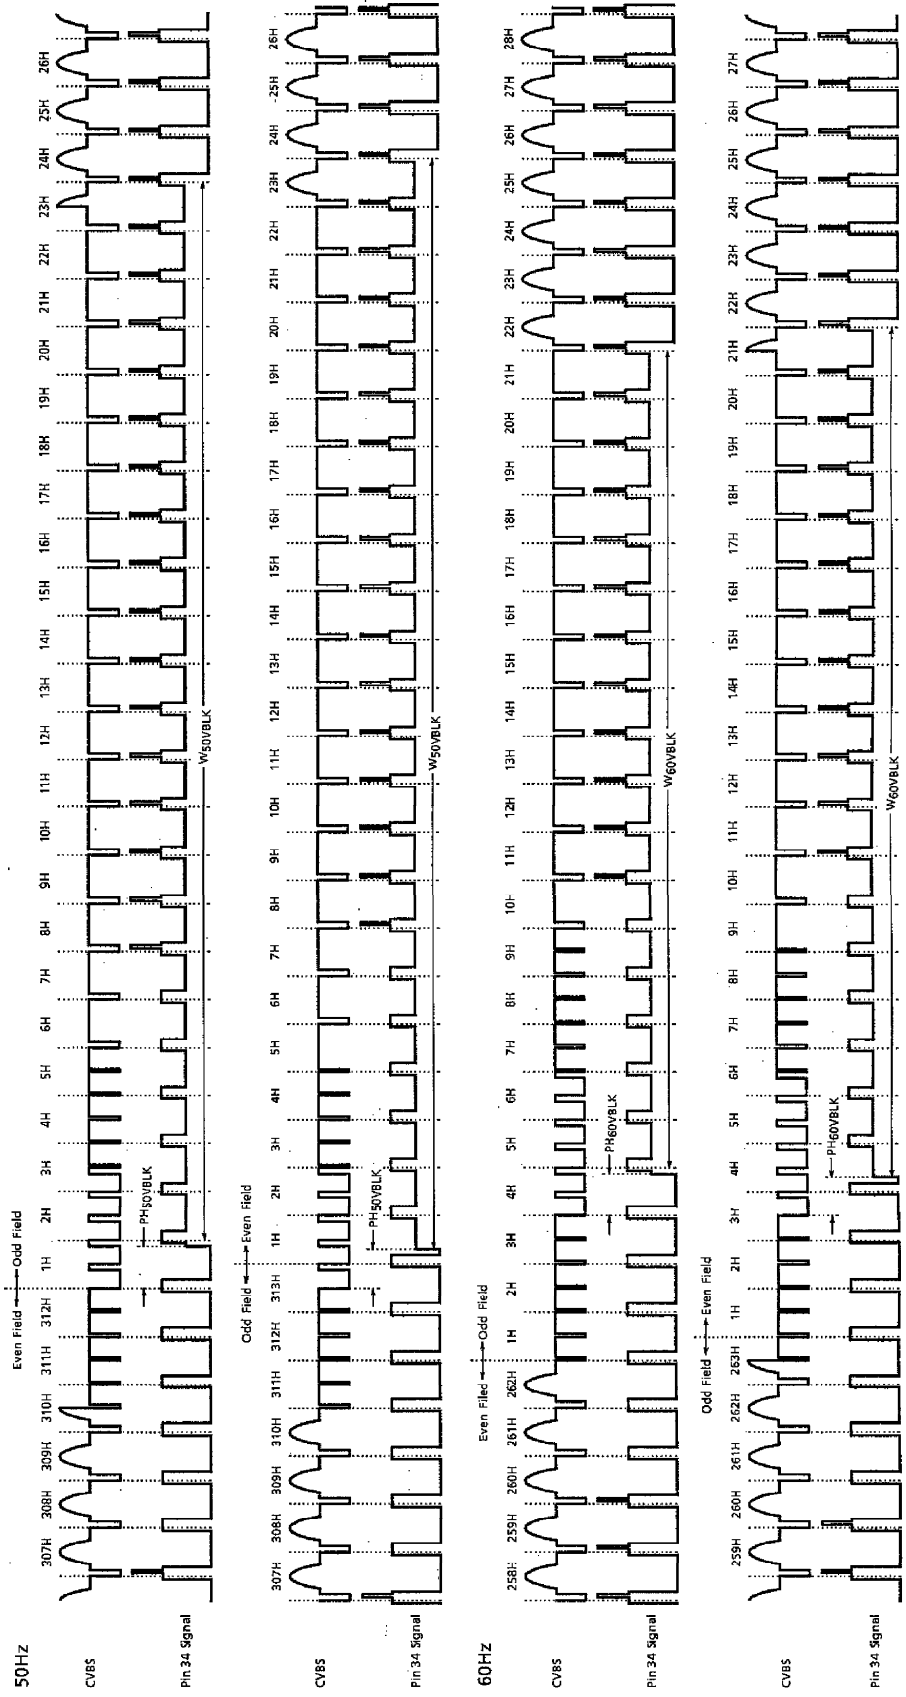 50Hz
Even Field Odd Field
307H 308H 309H 310H 311H 312H 1H 2H 3H 4H 5H 6H 7H 8H 9H 10H 11H 12H 13H 14H 15H 16H 17H 18H 19H 20H 21H 22H 23H 24H 25H 26H
CVBS
PH50VBLK
Pin 34 Signal
W50VBLK
Odd Field Even Field
307H 308H 309H 310H 311H 312H 313H 1H 2H 3H 4H 5H 6H 7H 8H 9H 10H 11H 12H 13H 14H 15H 16H 17H 18H 19H 20H 21H 22H 23H 24H 25H 26H
CVBS
PH50VBLK
Pin 34 Signal
W50VBLK
60Hz
Even Filed Odd Field
258H 259H 260H 261H 262H 1H 2H 3H 4H 5H 6H 7H 8H 9H 10H 11H 12H 13H 14H 15H 16H 17H 18H 19H 20H 21H 22H 23H 24H 25H 26H 27H 28H
CVBS
PH60VBLK
Pin 34 Signal
W60VBLK
Odd Field Even Field
259H 260H 261H 262H 263H 1H 2H 3H 4H 5H 6H 7H 8H 9H 10H 11H 12H 13H 14H 15H 16H 17H 18H 19H 20H 21H 22H 23H 24H 25H 26H 27H
CVBS
PH60VBLK
Pin 34 Signal
W60VBLK